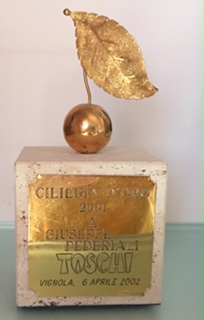 CILIEGIA D'ORO
2001
A
GIUSEPPE
PEDERIALI
TOSCHI
VIGNOLA, 6 APRILE 2002